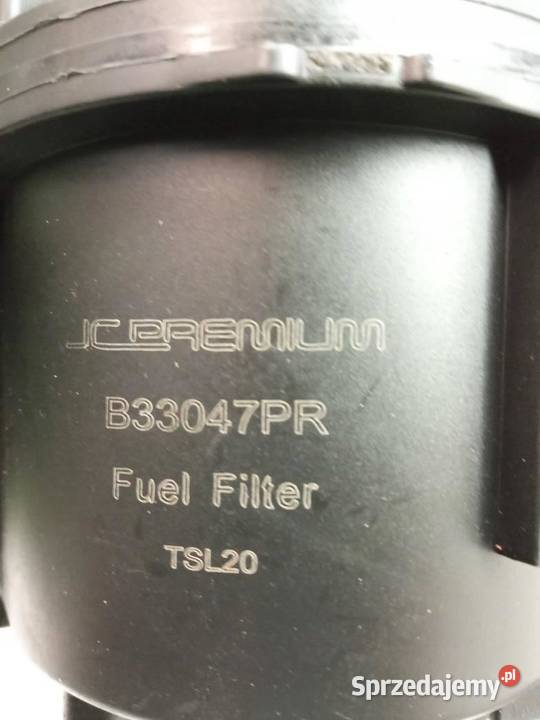 JC PREMIUM
B33047PR
Fuel Filter
TSL20
Sprzedajemy.pl